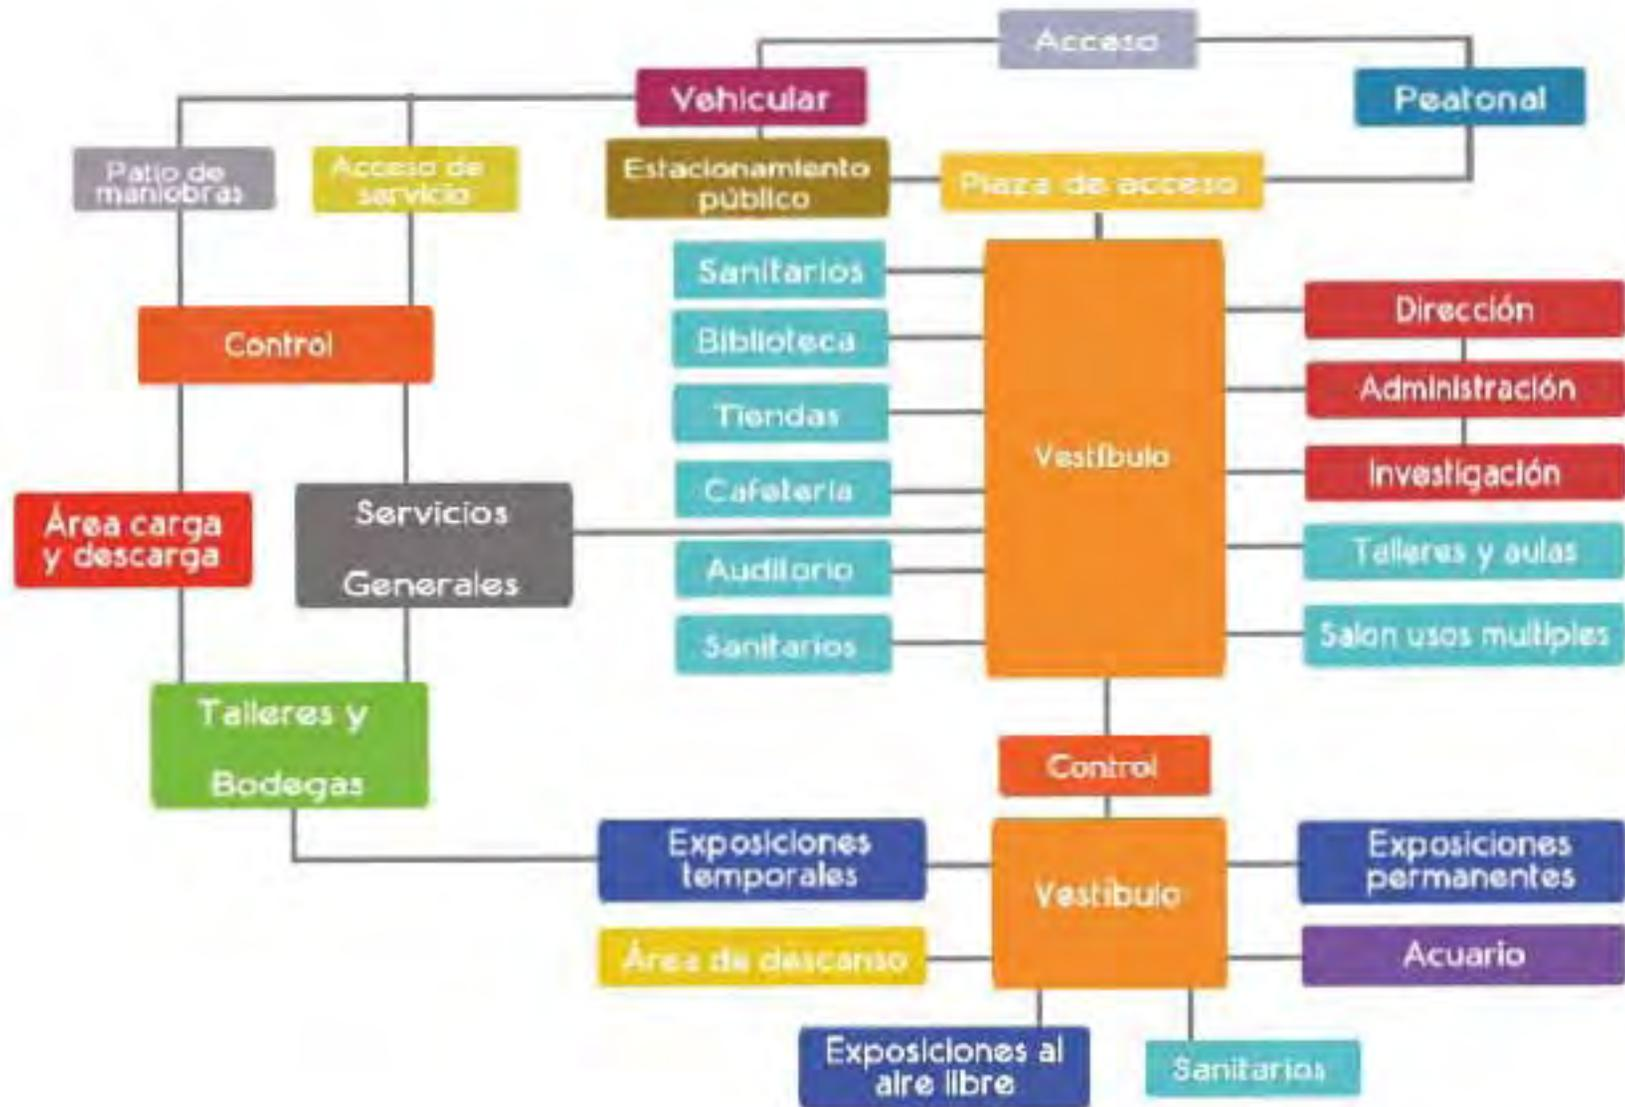 Acceso
Vehicular
Peatonal
Patio de
maniobras
Acceso de
servicio
Estacionamiento
público
Plaza de acceso
Sanitarios
Dirección
Control
Biblioteca
Administración
Tiendas
Vestíbulo
Investigación
Cafeteria
Área carga
y descarga
Servicios
Generales
Talleres y aulas
Auditorio
Salon usos multiples
Sanitarios
Talleres y
Bodegas
Control
Exposiciones
temporales
Vestíbulo
Exposiciones
permanentes
Área de descanso
Acuario
Exposiciones al
aire libre
Sanitarios